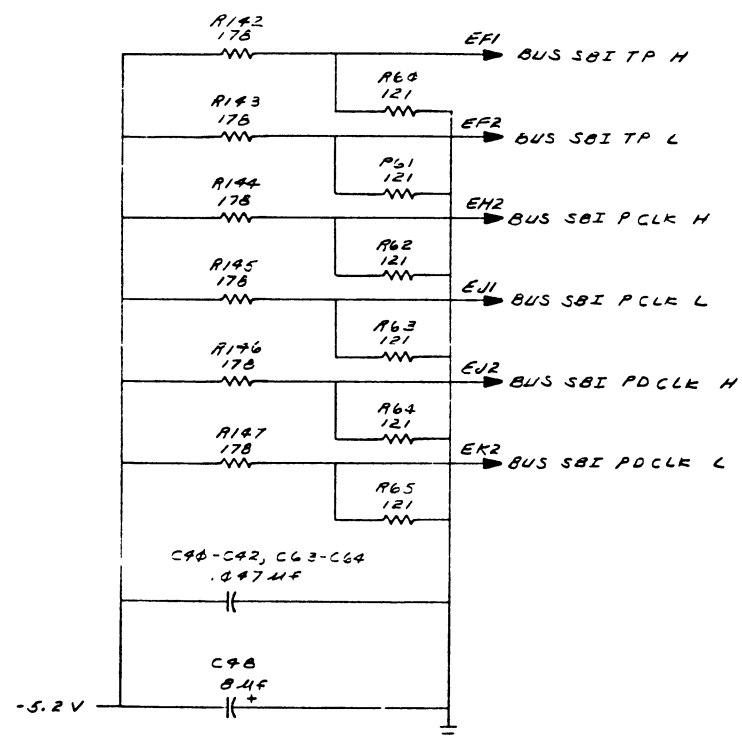 R142
178
EF1
BUS SBI TP H
R60
121
R143
178
EF2
BUS SBI TP L
R61
121
R144
178
EH2
BUS SBI PCLK H
R62
121
R145
178
EJ1
BUS SBI PCLK L
R63
121
R146
178
EJ2
BUS SBI PDCLK H
R64
121
R147
178
EK2
BUS SBI PDCLK L
R65
121
C40-C42, C63-C64
.047 µf
C48
8 µf
+
-5.2 V